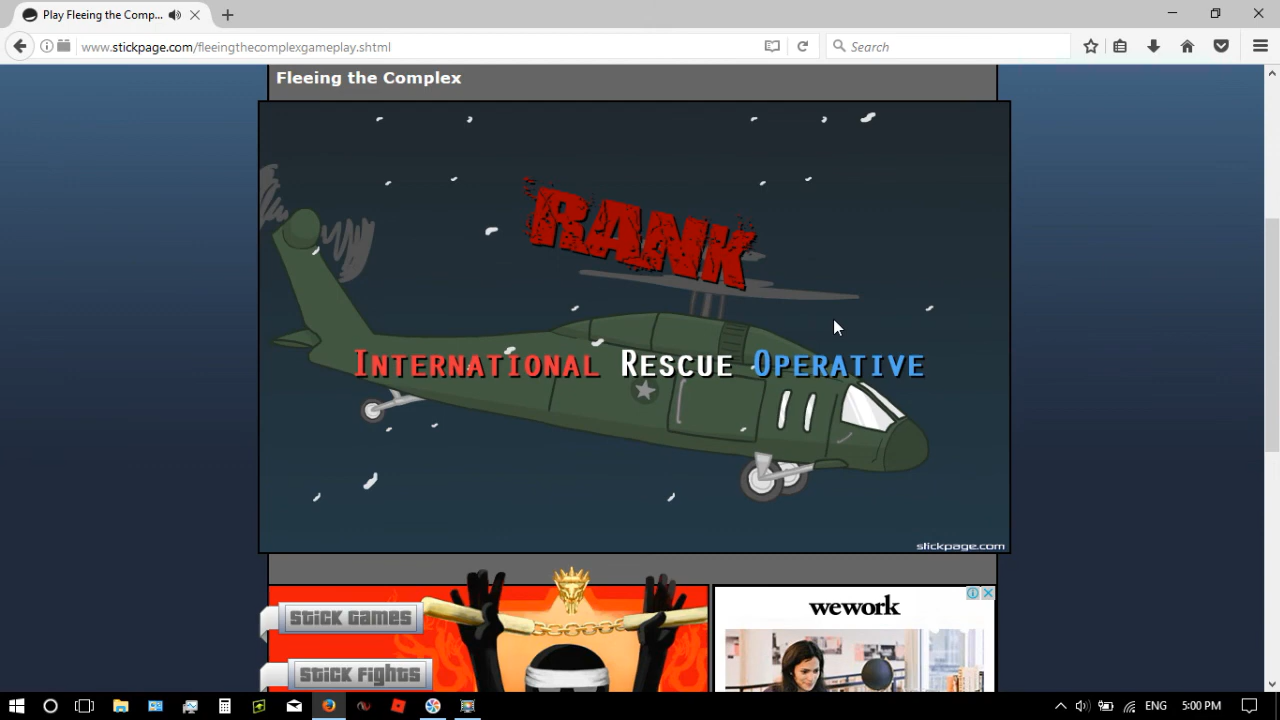 Play Fleeing the Comp...
www.stickpage.com/fleeingthecomplexgameplay.shtml
Search
Fleeing the Complex
RANK
International Rescue Operative
stickpage.com
Stick Games
Stick Fights
wework
ENG
5:00 PM